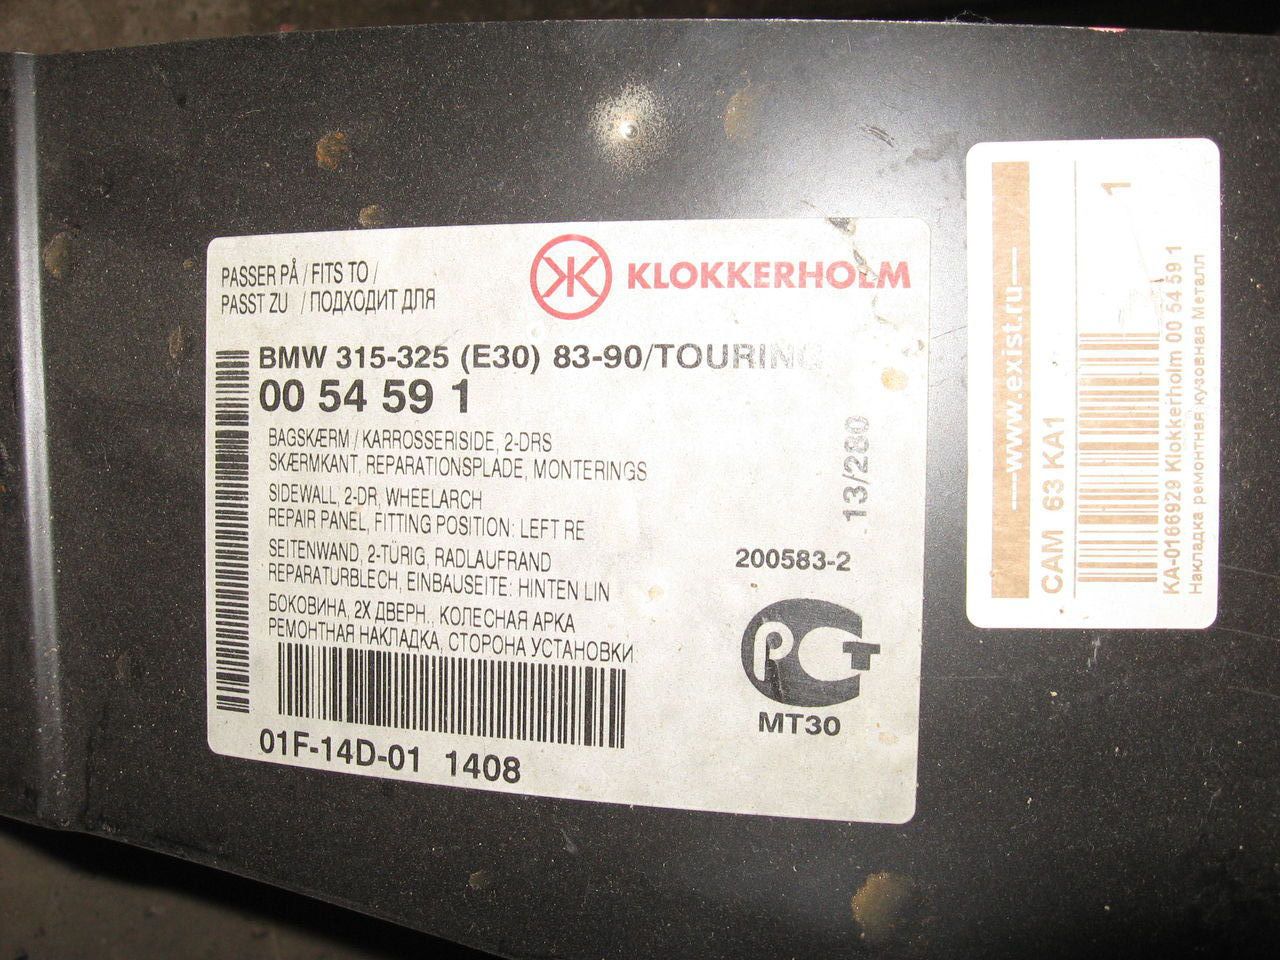 PASSER PÅ / FITS TO /
PASST ZU / ПОДХОДИТ ДЛЯ
KLOKKERHOLM
BMW 315-325 (E30) 83-90/TOURING
00 54 59 1
BAGSKÆRM / KARROSSERISIDE, 2-DRS
SKÆRMKANT, REPARATIONSPLADE, MONTERINGS
SIDEWALL, 2-DR, WHEELARCH
REPAIR PANEL, FITTING POSITION: LEFT RE
SEITENWAND, 2-TÜRIG, RADLAUFRAND
REPARATURBLECH, EINBAUSEITE: HINTEN LIN
БОКОВИНА, 2Х ДВЕРН., КОЛЕСНАЯ АРКА
РЕМОНТНАЯ НАКЛАДКА, СТОРОНА УСТАНОВКИ
01F-14D-01 1408
13/280
200583-2
РСТ
МТ30
www.exist.ru
CAM 63 KA1
1
KA-0166929 Klokkerholm 00 54 59 1
Накладка ремонтная кузовная Металл